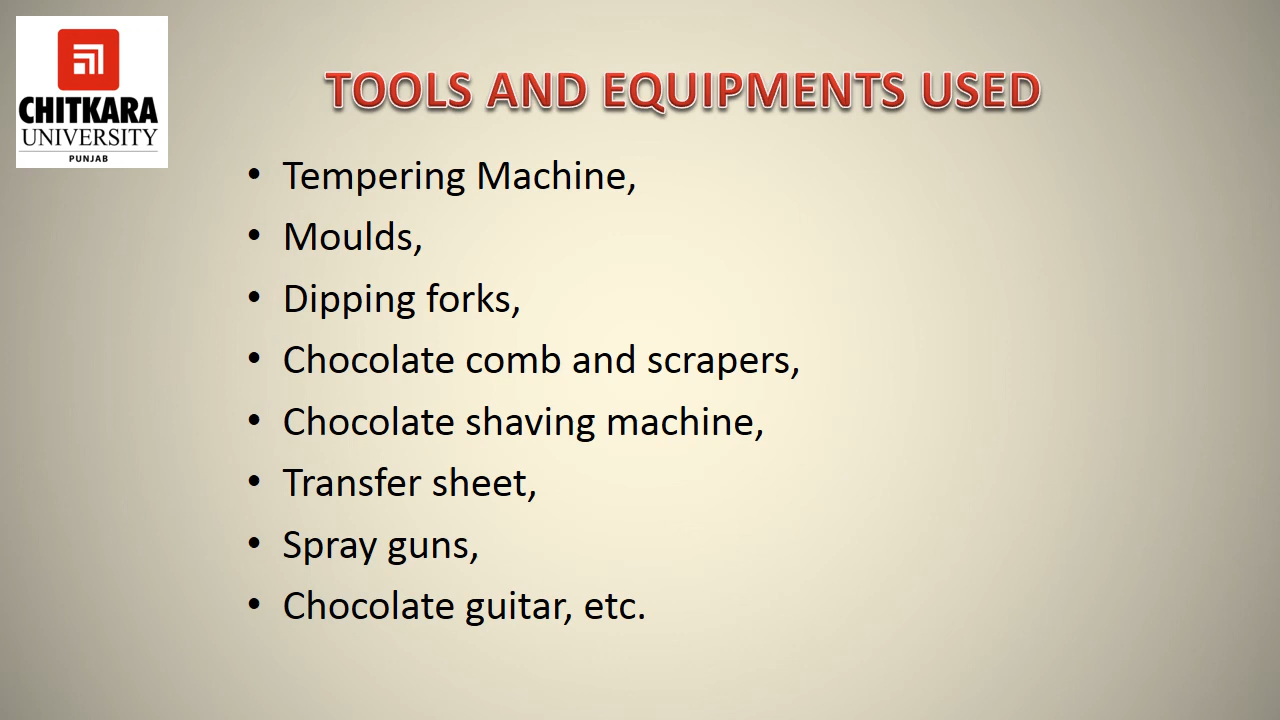 CHITKARA
UNIVERSITY
PUNJAB
TOOLS AND EQUIPMENTS USED
• Tempering Machine,
• Moulds,
• Dipping forks,
• Chocolate comb and scrapers,
• Chocolate shaving machine,
• Transfer sheet,
• Spray guns,
• Chocolate guitar, etc.